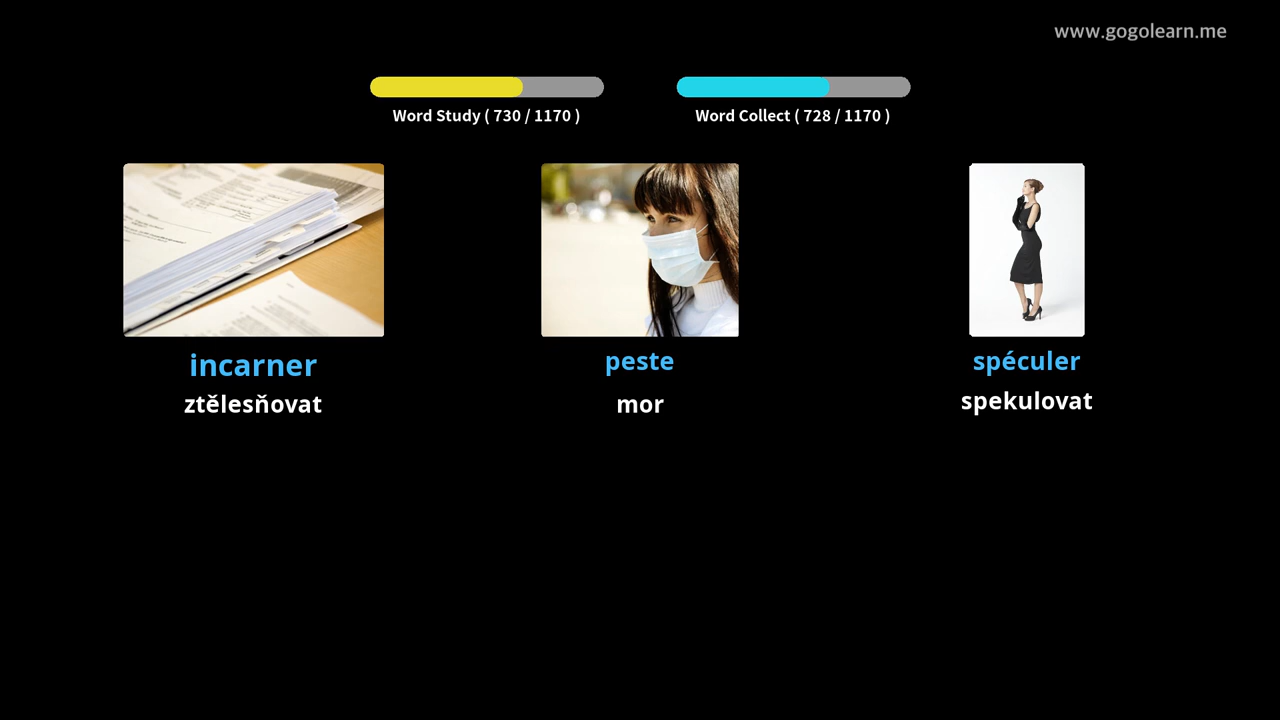 www.gogolearn.me
Word Study ( 730 / 1170 )
Word Collect ( 728 / 1170 )
incarner
ztělesňovat
peste
mor
spéculer
spekulovat